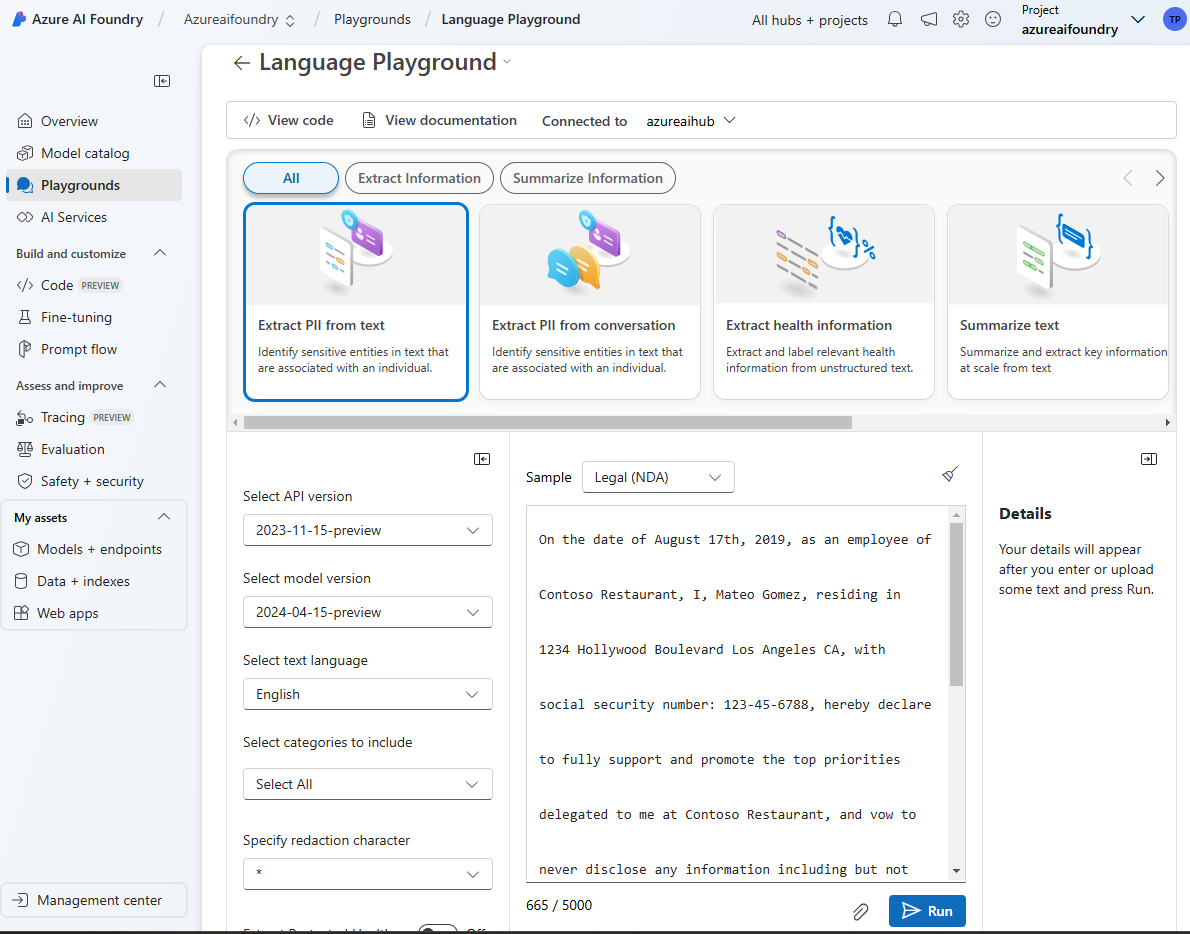 Azure AI Foundry / Azureaifoundry / Playgrounds / Language Playground
All hubs + projects
Project
azureaifoundry
TP
Overview
Model catalog
Playgrounds
AI Services
Build and customize
Code PREVIEW
Fine-tuning
Prompt flow
Assess and improve
Tracing PREVIEW
Evaluation
Safety + security
My assets
Models + endpoints
Data + indexes
Web apps
Management center
Language Playground
View code
View documentation
Connected to azureaihub
All
Extract Information
Summarize Information
Extract PII from text
Identify sensitive entities in text that
are associated with an individual.
Extract PII from conversation
Identify sensitive entities in text that
are associated with an individual.
Extract health information
Extract and label relevant health
information from unstructured text.
Summarize text
Summarize and extract key information
at scale from text
Select API version
2023-11-15-preview
Select model version
2024-04-15-preview
Select text language
English
Select categories to include
Select All
Specify redaction character
*
Sample Legal (NDA)
On the date of August 17th, 2019, as an employee of
Contoso Restaurant, I, Mateo Gomez, residing in
1234 Hollywood Boulevard Los Angeles CA, with
social security number: 123-45-6788, hereby declare
to fully support and promote the top priorities
delegated to me at Contoso Restaurant, and vow to
never disclose any information including but not
665 / 5000
Run
Details
Your details will appear
after you enter or upload
some text and press Run.